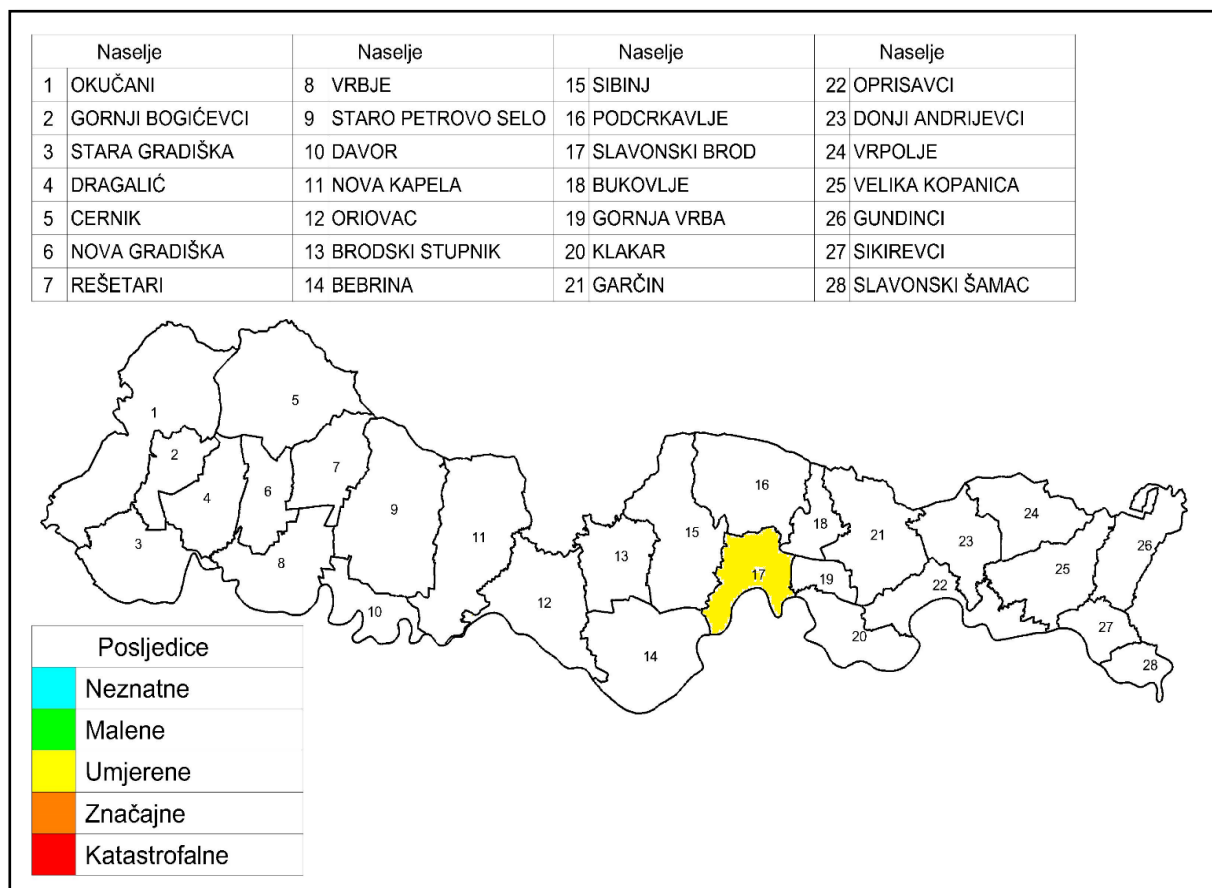 Naselje Naselje Naselje Naselje
1 OKUČANI 8 VRBJE 15 SIBINJ 22 OPRISAVCI
2 GORNJI BOGIĆEVCI 9 STARO PETROVO SELO 16 PODCRKAVLJE 23 DONJI ANDRIJEVCI
3 STARA GRADIŠKA 10 DAVOR 17 SLAVONSKI BROD 24 VRPOLJE
4 DRAGALIĆ 11 NOVA KAPELA 18 BUKOVLJE 25 VELIKA KOPANICA
5 CERNIK 12 ORIOVAC 19 GORNJA VRBA 26 GUNDINCI
6 NOVA GRADIŠKA 13 BRODSKI STUPNIK 20 KLAKAR 27 SIKIREVCI
7 REŠETARI 14 BEBRINA 21 GARČIN 28 SLAVONSKI ŠAMAC
1
5
2
7
4
6
3
8
9
11
10
12
13
14
15
16
17
18
19
20
21
22
23
24
25
26
27
28
Posljedice
Neznatne
Malene
Umjerene
Značajne
Katastrofalne